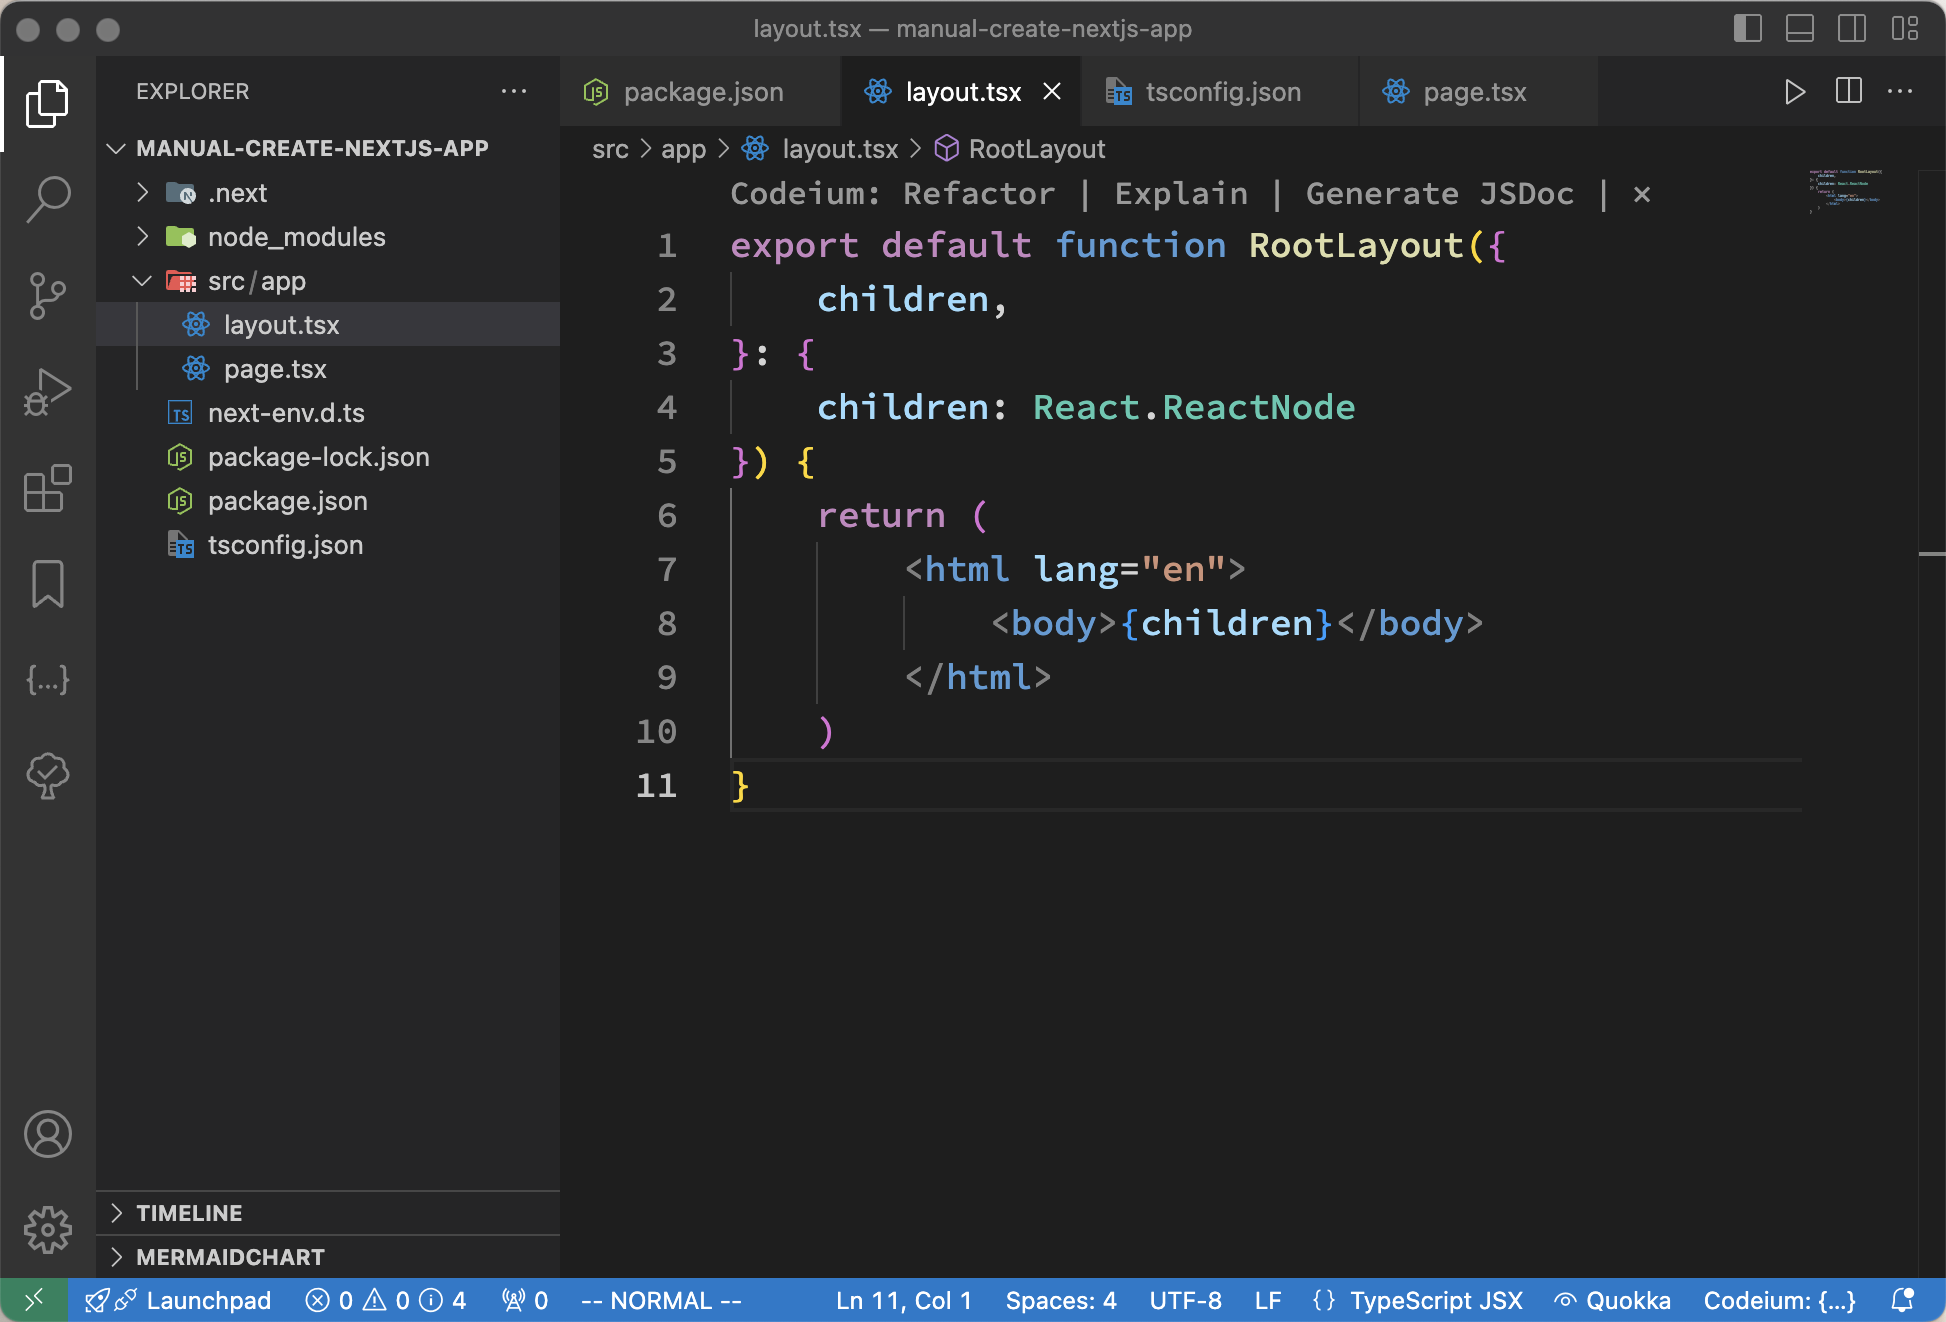 layout.tsx — manual-create-nextjs-app
EXPLORER
MANUAL-CREATE-NEXTJS-APP
.next
node_modules
src/app
layout.tsx
page.tsx
next-env.d.ts
package-lock.json
package.json
tsconfig.json
TIMELINE
MERMAIDCHART
package.json
layout.tsx
tsconfig.json
page.tsx
src > app > layout.tsx > RootLayout
Codeium: Refactor | Explain | Generate JSDoc | ×
1 export default function RootLayout({
2 children,
3 }: {
4 children: React.ReactNode
5 }) {
6 return (
7 <html lang="en">
8 <body>{children}</body>
9 </html>
10 )
11 }
Launchpad 0 0 4 0 -- NORMAL -- Ln 11, Col 1 Spaces: 4 UTF-8 LF {} TypeScript JSX Quokka Codeium: {...}